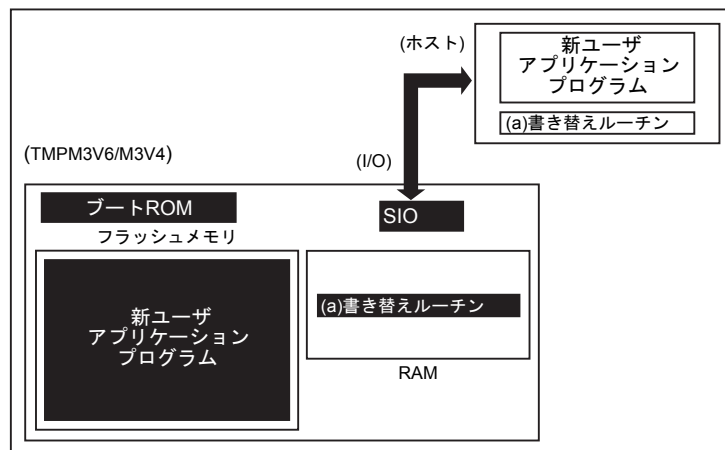 (ホスト)
新ユーザ
アプリケーション
プログラム
(a)書き替えルーチン
(TMPM3V6/M3V4)
(I/O)
ブートROM
SIO
フラッシュメモリ
新ユーザ
アプリケーション
プログラム
(a)書き替えルーチン
RAM